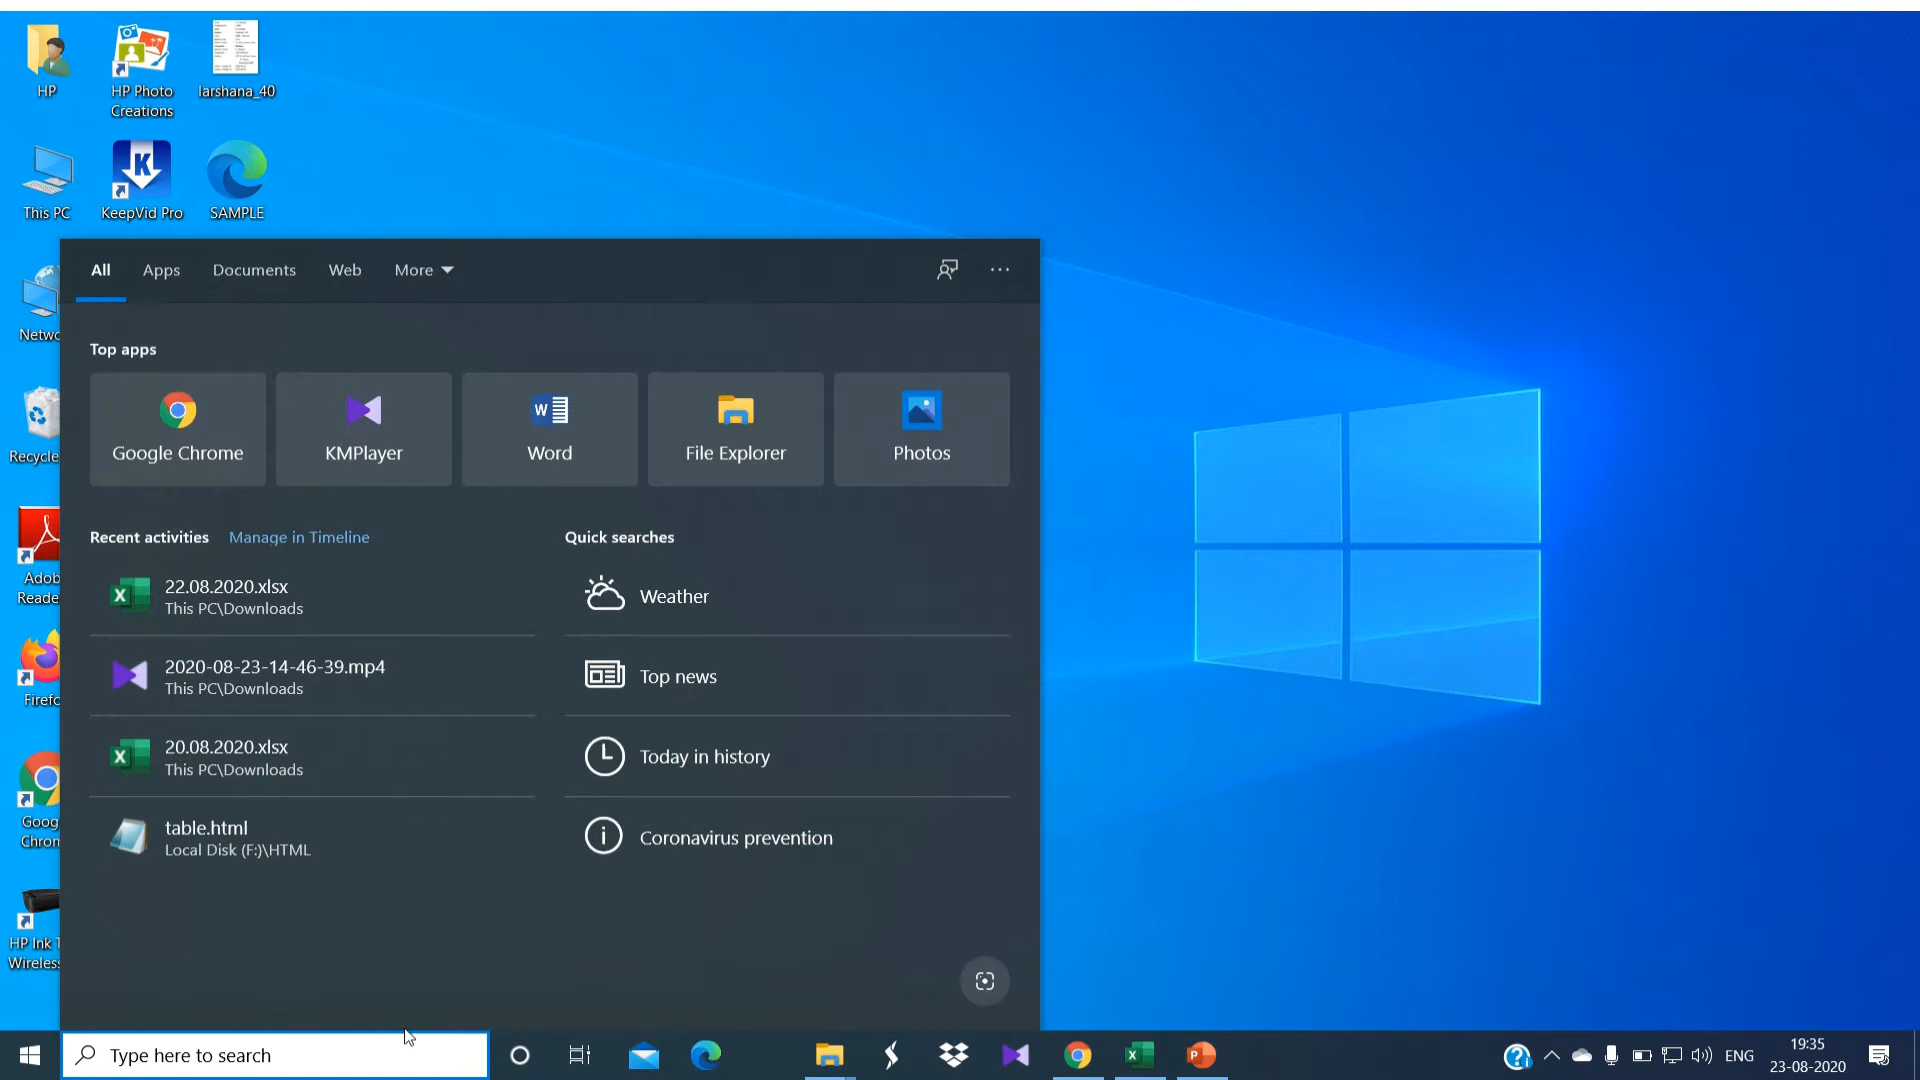 HP
HP Photo
Creations
larshana_40
This PC
KeepVid Pro
SAMPLE
Netwo
Recycle
Adob
Reade
Firefo
Goog
Chrom
HP Ink T
Wireless
All
Apps
Documents
Web
More
Top apps
Google Chrome
KMPlayer
Word
File Explorer
Photos
Recent activities
Manage in Timeline
22.08.2020.xlsx
This PC\Downloads
2020-08-23-14-46-39.mp4
This PC\Downloads
20.08.2020.xlsx
This PC\Downloads
table.html
Local Disk (F:)\HTML
Quick searches
Weather
Top news
Today in history
Coronavirus prevention
Type here to search
ENG
19:35
23-08-2020